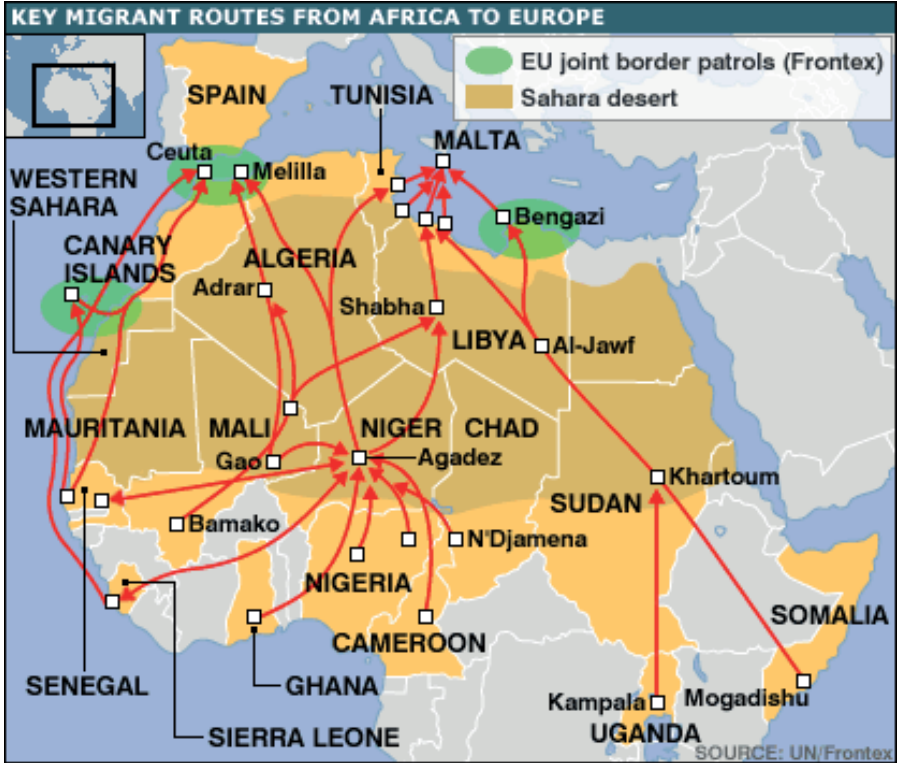 KEY MIGRANT ROUTES FROM AFRICA TO EUROPE
EU joint border patrols (Frontex)
Sahara desert
SPAIN
TUNISIA
MALTA
Ceuta
Melilla
WESTERN
SAHARA
Bengazi
CANARY
ISLANDS
ALGERIA
Adrar
Shabha
LIBYA
Al-Jawf
MAURITANIA
MALI
NIGER
CHAD
Gao
Agadez
Khartoum
SUDAN
Bamako
N'Djamena
NIGERIA
SOMALIA
CAMEROON
SENEGAL
GHANA
Kampala
Mogadishu
UGANDA
SIERRA LEONE
SOURCE: UN/Frontex